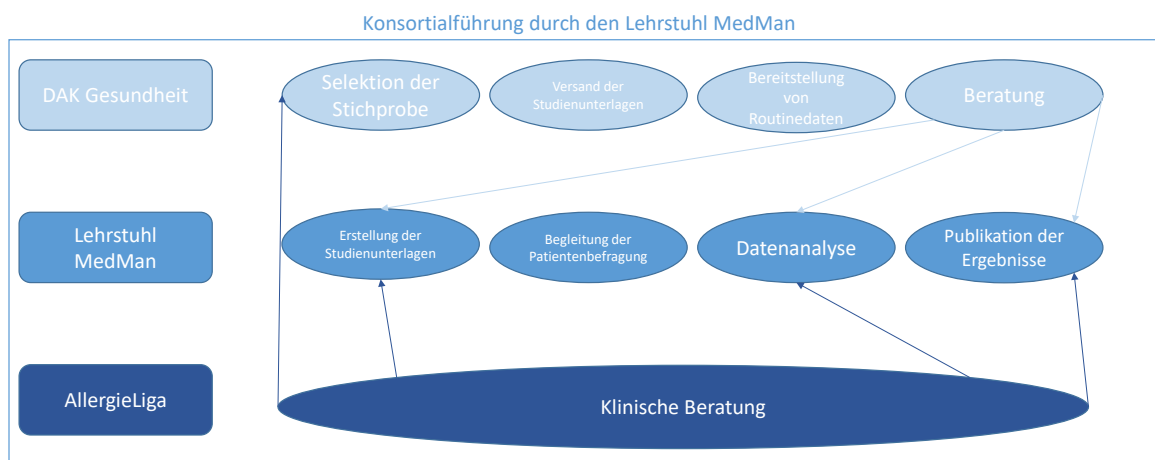 Konsortialführung durch den Lehrstuhl MedMan
DAK Gesundheit
Selektion der
Stichprobe
Versand der
Studienunterlagen
Bereitstellung
von
Routinedaten
Beratung
Lehrstuhl
MedMan
Erstellung der
Studienunterlagen
Begleitung der
Patientenbefragung
Datenanalyse
Publikation der
Ergebnisse
AllergieLiga
Klinische Beratung